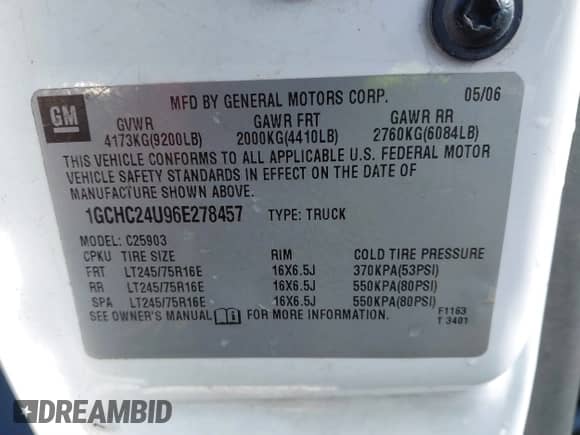 MFD BY GENERAL MOTORS CORP. 05/06
GM
GVWR GAWR FRT GAWR RR
4173KG(9200LB) 2000KG(4410LB) 2760KG(6084LB)
THIS VEHICLE CONFORMS TO ALL APPLICABLE U.S. FEDERAL MOTOR
VEHICLE SAFETY STANDARDS IN EFFECT ON THE DATE OF
MANUFACTURE SHOWN ABOVE.
1GCHC24U96E278457 TYPE: TRUCK
MODEL: C25903
CPKU TIRE SIZE RIM COLD TIRE PRESSURE
FRT LT245/75R16E 16X6.5J 370KPA(53PSI)
RR LT245/75R16E 16X6.5J 550KPA(80PSI)
SPA LT245/75R16E 16X6.5J 550KPA(80PSI)
SEE OWNER'S MANUAL FOR MORE INFORMATION.
F1163
T 3401
DREAMBID